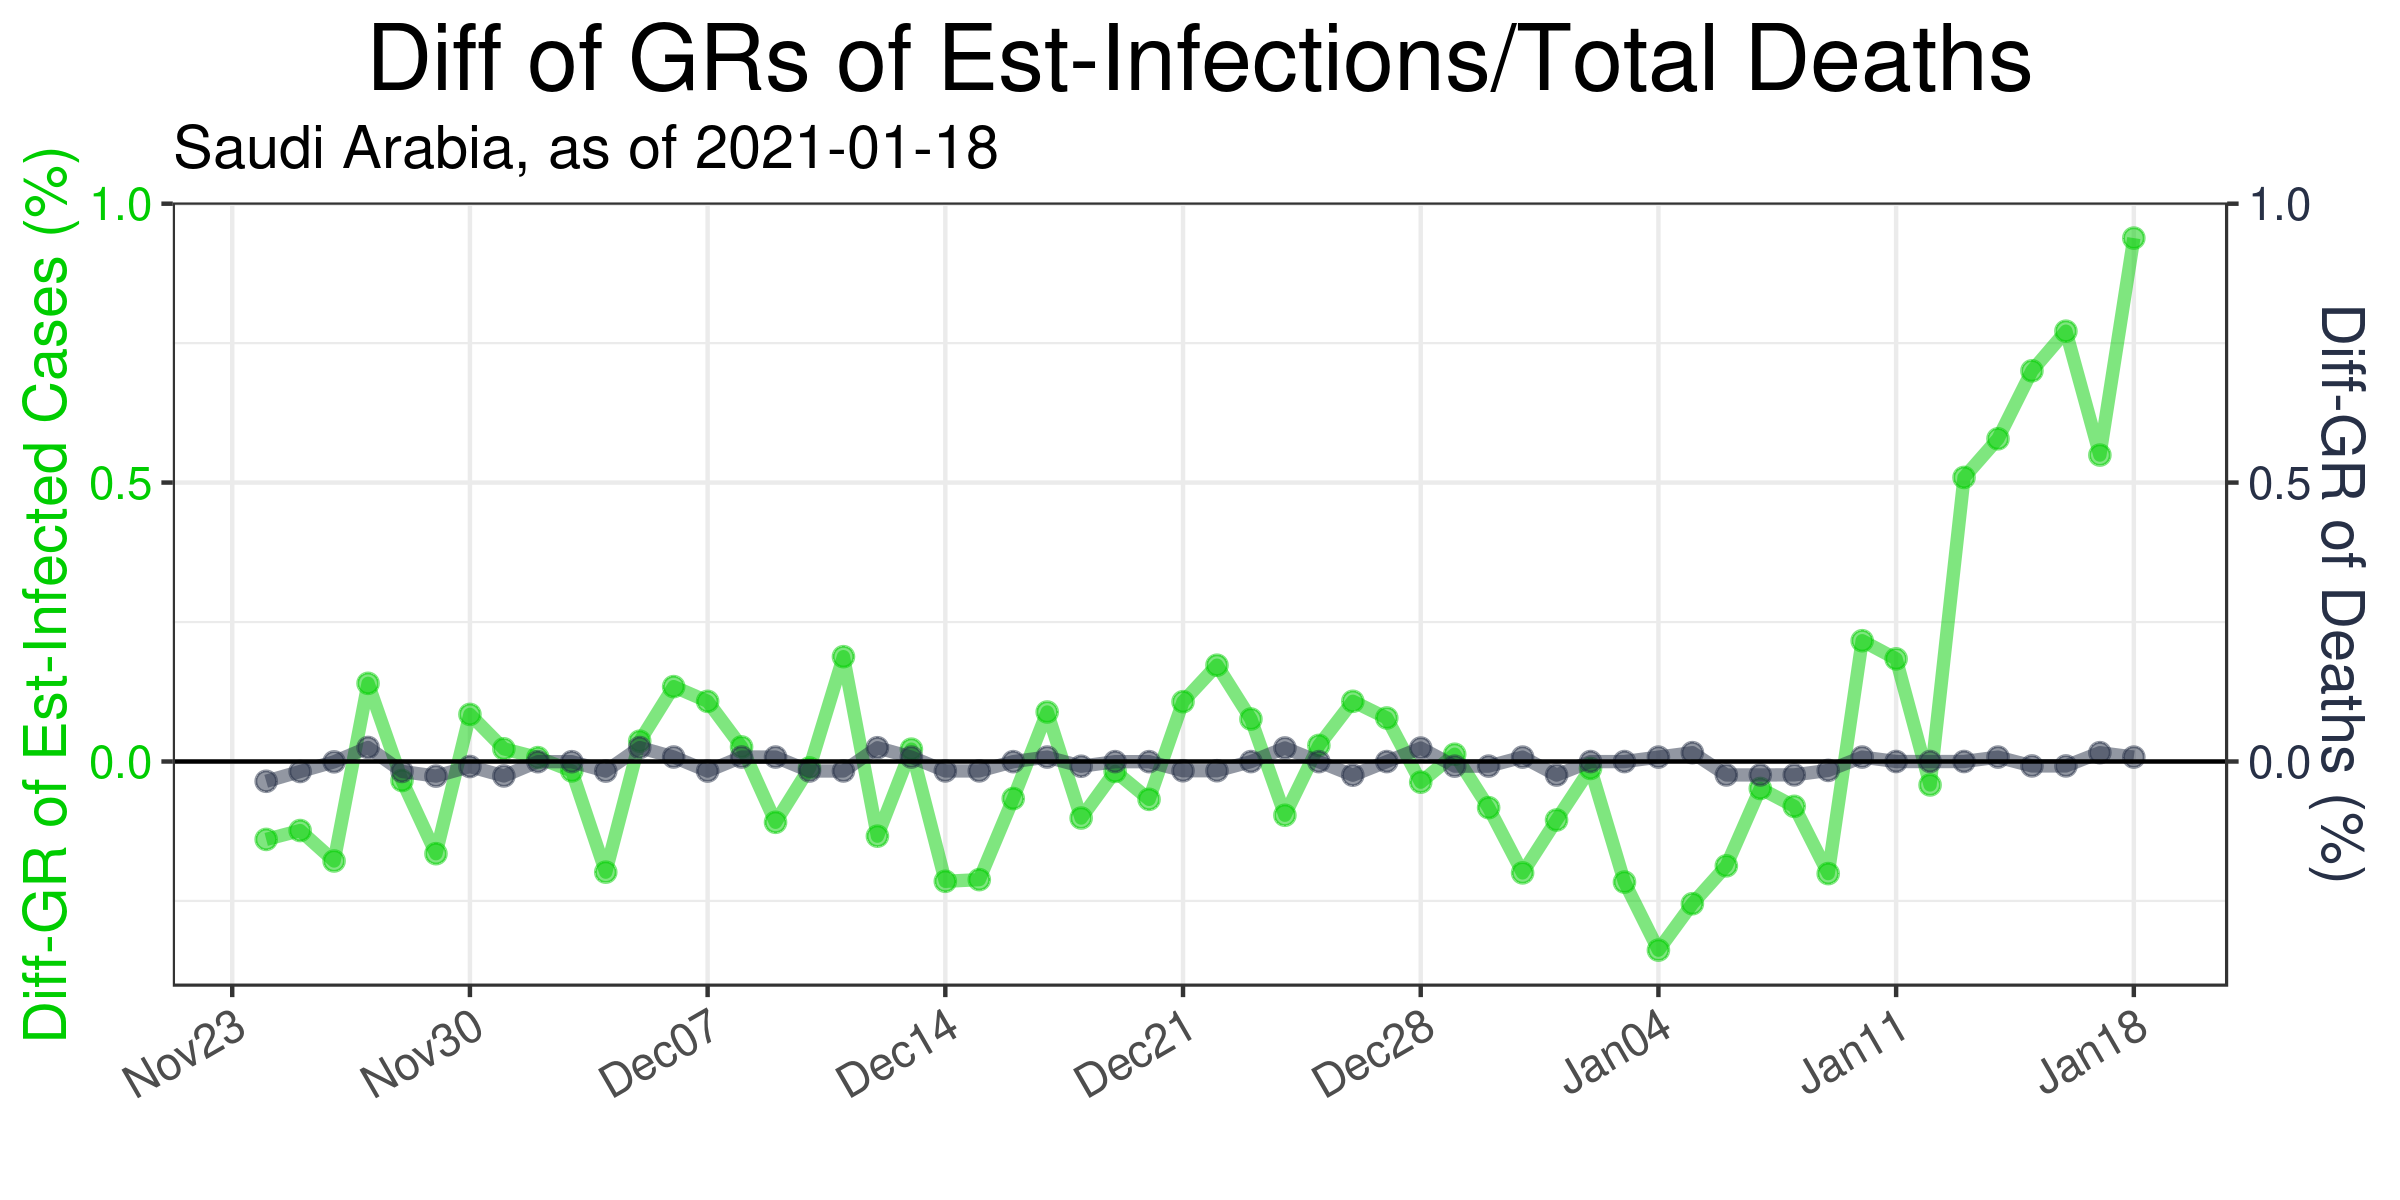 Diff of GRs of Est-Infections/Total Deaths
Saudi Arabia, as of 2021-01-18
Diff-GR of Est-Infected Cases (%)
1.0
0.5
0.0
1.0
0.5
0.0
Diff-GR of Deaths (%)
Nov23
Nov30
Dec07
Dec14
Dec21
Dec28
Jan04
Jan11
Jan18